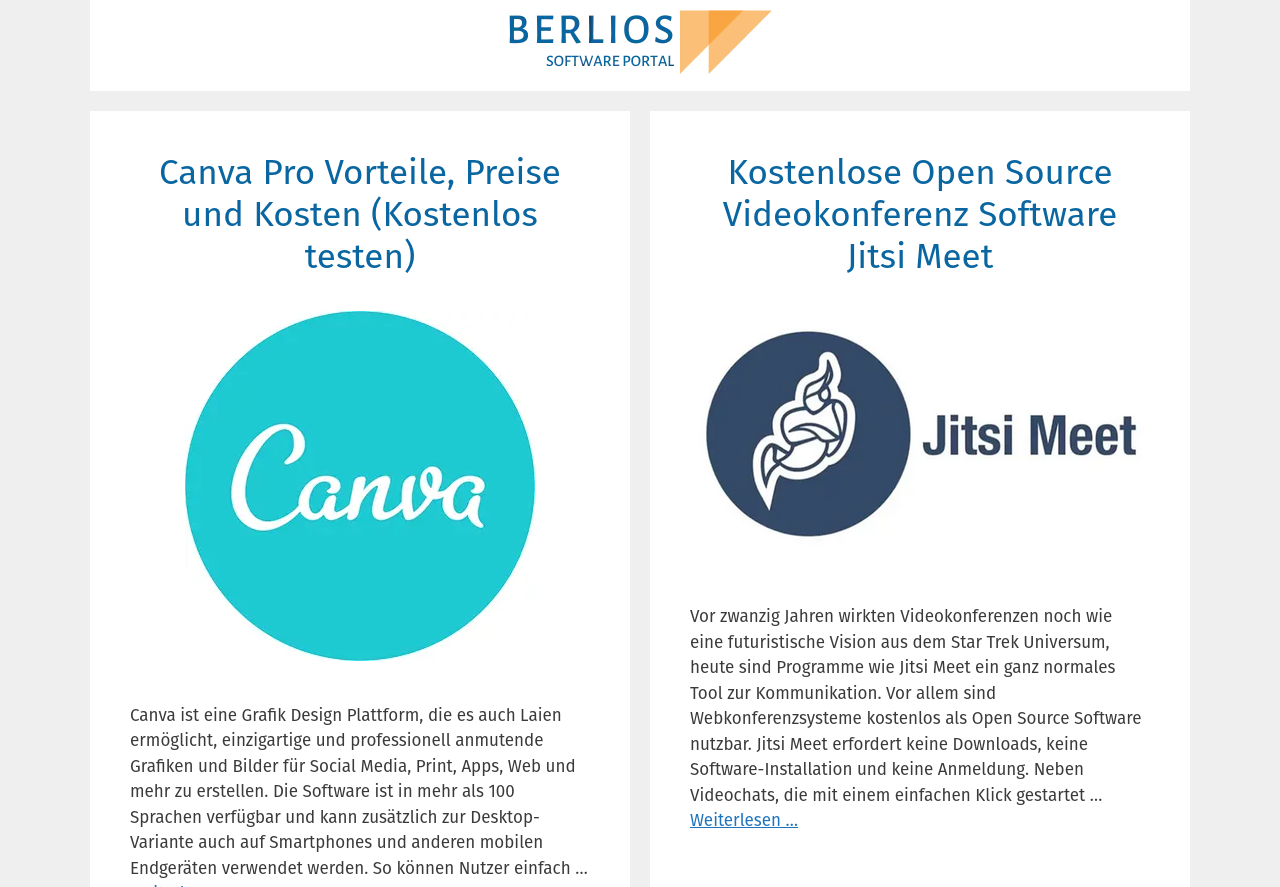 BERLIOS
SOFTWARE PORTAL
Canva Pro Vorteile, Preise
und Kosten (Kostenlos
testen)
Canva
Canva ist eine Grafik Design Plattform, die es auch Laien
ermöglicht, einzigartige und professionell anmutende
Grafiken und Bilder für Social Media, Print, Apps, Web und
mehr zu erstellen. Die Software ist in mehr als 100
Sprachen verfügbar und kann zusätzlich zur Desktop-
Variante auch auf Smartphones und anderen mobilen
Endgeräten verwendet werden. So können Nutzer einfach …
Kostenlose Open Source
Videokonferenz Software
Jitsi Meet
Jitsi Meet
Vor zwanzig Jahren wirkten Videokonferenzen noch wie
eine futuristische Vision aus dem Star Trek Universum,
heute sind Programme wie Jitsi Meet ein ganz normales
Tool zur Kommunikation. Vor allem sind
Webkonferenzsysteme kostenlos als Open Source Software
nutzbar. Jitsi Meet erfordert keine Downloads, keine
Software-Installation und keine Anmeldung. Neben
Videochats, die mit einem einfachen Klick gestartet …
Weiterlesen …